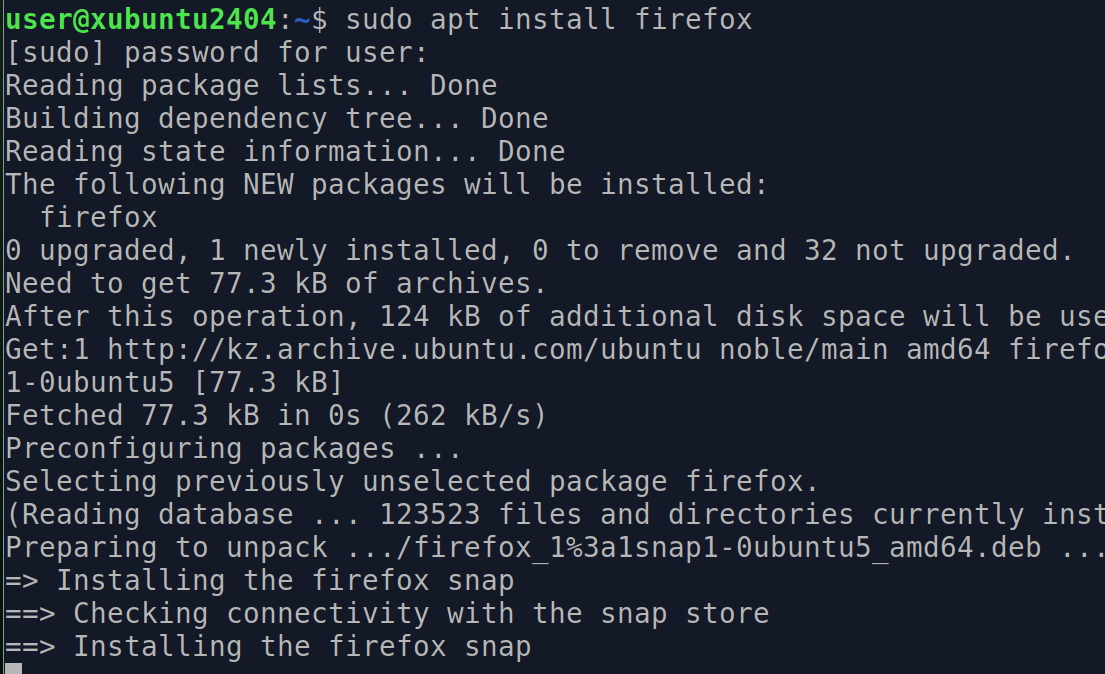 user@xubuntu2404:~$ sudo apt install firefox
[sudo] password for user:
Reading package lists... Done
Building dependency tree... Done
Reading state information... Done
The following NEW packages will be installed:
  firefox
0 upgraded, 1 newly installed, 0 to remove and 32 not upgraded.
Need to get 77.3 kB of archives.
After this operation, 124 kB of additional disk space will be use
Get:1 http://kz.archive.ubuntu.com/ubuntu noble/main amd64 firefo
1-0ubuntu5 [77.3 kB]
Fetched 77.3 kB in 0s (262 kB/s)
Preconfiguring packages ...
Selecting previously unselected package firefox.
(Reading database ... 123523 files and directories currently inst
Preparing to unpack .../firefox_1%3a1snap1-0ubuntu5_amd64.deb ...
=> Installing the firefox snap
==> Checking connectivity with the snap store
==> Installing the firefox snap